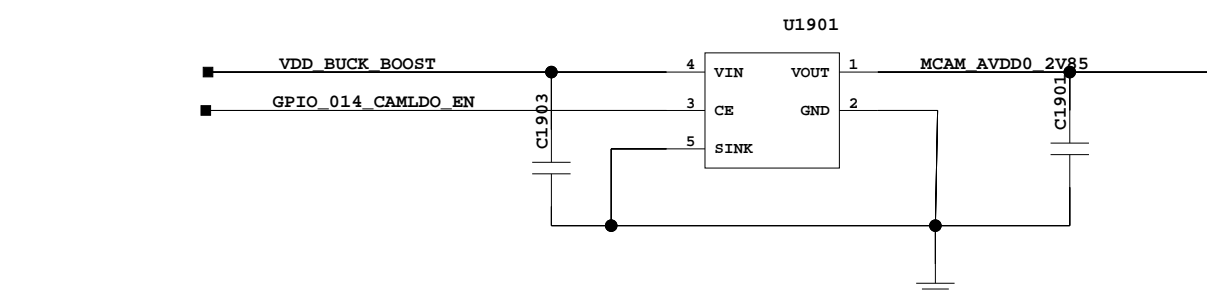 U1901
VDD_BUCK_BOOST
4 VIN VOUT 1
MCAM_AVDD0_2V85
GPIO_014_CAMLDO_EN
3 CE GND 2
5 SINK
C1903
C1901